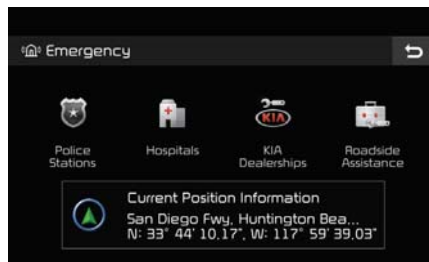 Emergency
Police
Stations
Hospitals
KIA
KIA
Dealerships
Roadside
Assistance
Current Position Information
San Diego Fwy, Huntington Bea...
N: 33° 44' 10,17", W: 117° 59' 39,03"